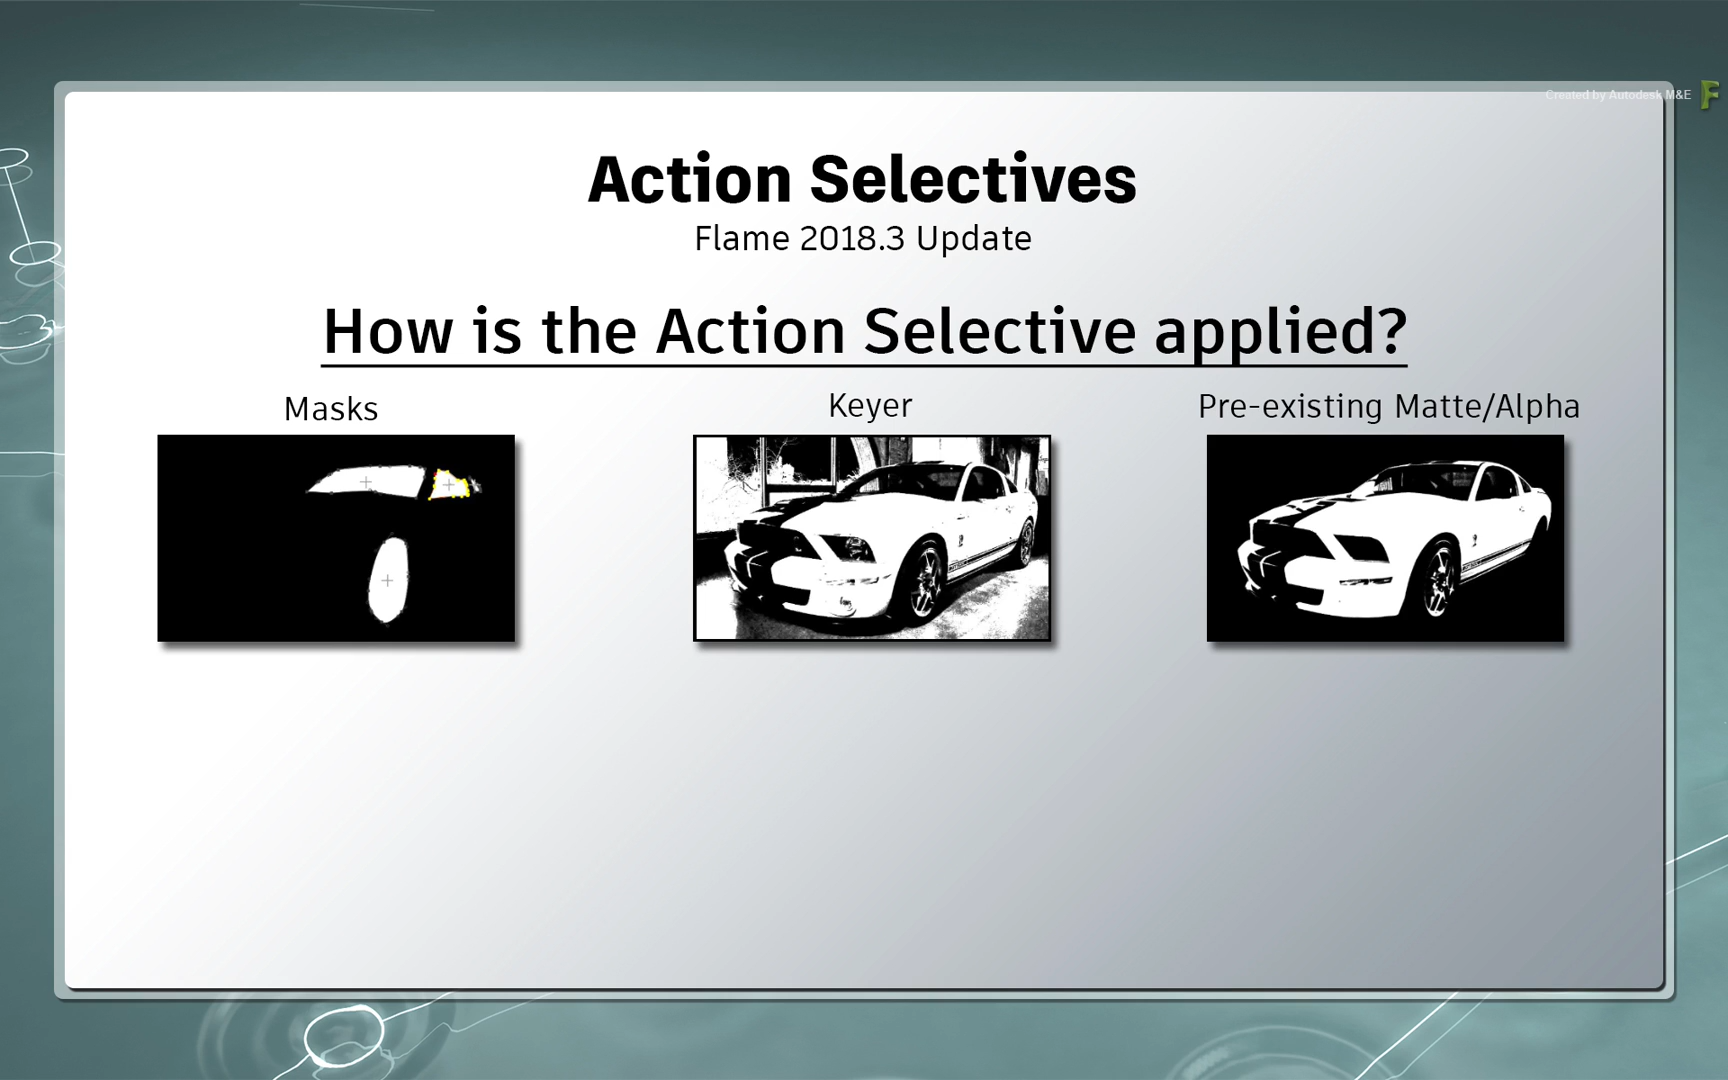 Created by Autodesk M&E
Action Selectives
Flame 2018.3 Update
How is the Action Selective applied?
Masks
Keyer
Pre-existing Matte/Alpha